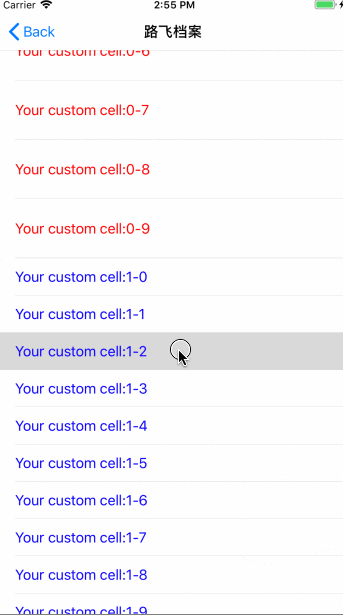 Carrier 2:55 PM
Back 路飞档案
Your custom cell:0-6
Your custom cell:0-7
Your custom cell:0-8
Your custom cell:0-9
Your custom cell:1-0
Your custom cell:1-1
Your custom cell:1-2
Your custom cell:1-3
Your custom cell:1-4
Your custom cell:1-5
Your custom cell:1-6
Your custom cell:1-7
Your custom cell:1-8
Your custom cell:1-9